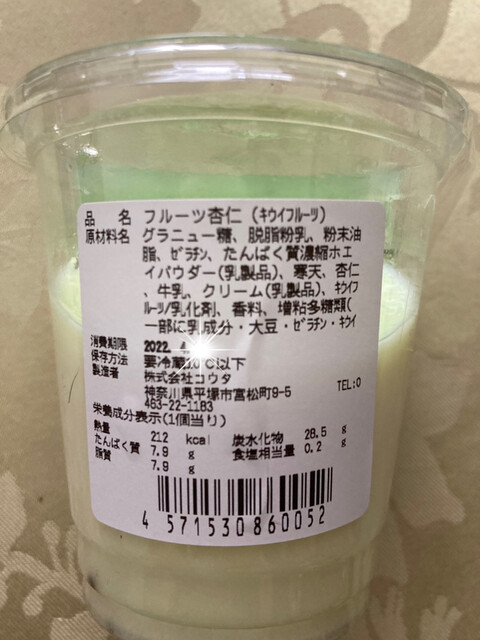 品 名 フルーツ杏仁 (キウイフルーツ)
原材料名 グラニュー糖、脱脂粉乳、粉末油
脂、ゼラチン、たんぱく質濃縮ホエ
イパウダー(乳製品)、寒天、杏仁
、牛乳、クリーム(乳製品)、キウイフ
ルーツ/乳化剤、香料、増粘多糖類(
一部に乳成分・大豆・ゼラチン・キウイ
消費期限 2022. 4.
保存方法 要冷蔵10℃以下
製造者 株式会社コウタ
神奈川県平塚市富松町9-5 TEL:0
463-22-1183
栄養成分表示(1個当り)
熱量 212 kcal 炭水化物 28.5 g
たんぱく質 7.9 g 食塩相当量 0.2 g
脂質 7.9 g
4 571530 860052